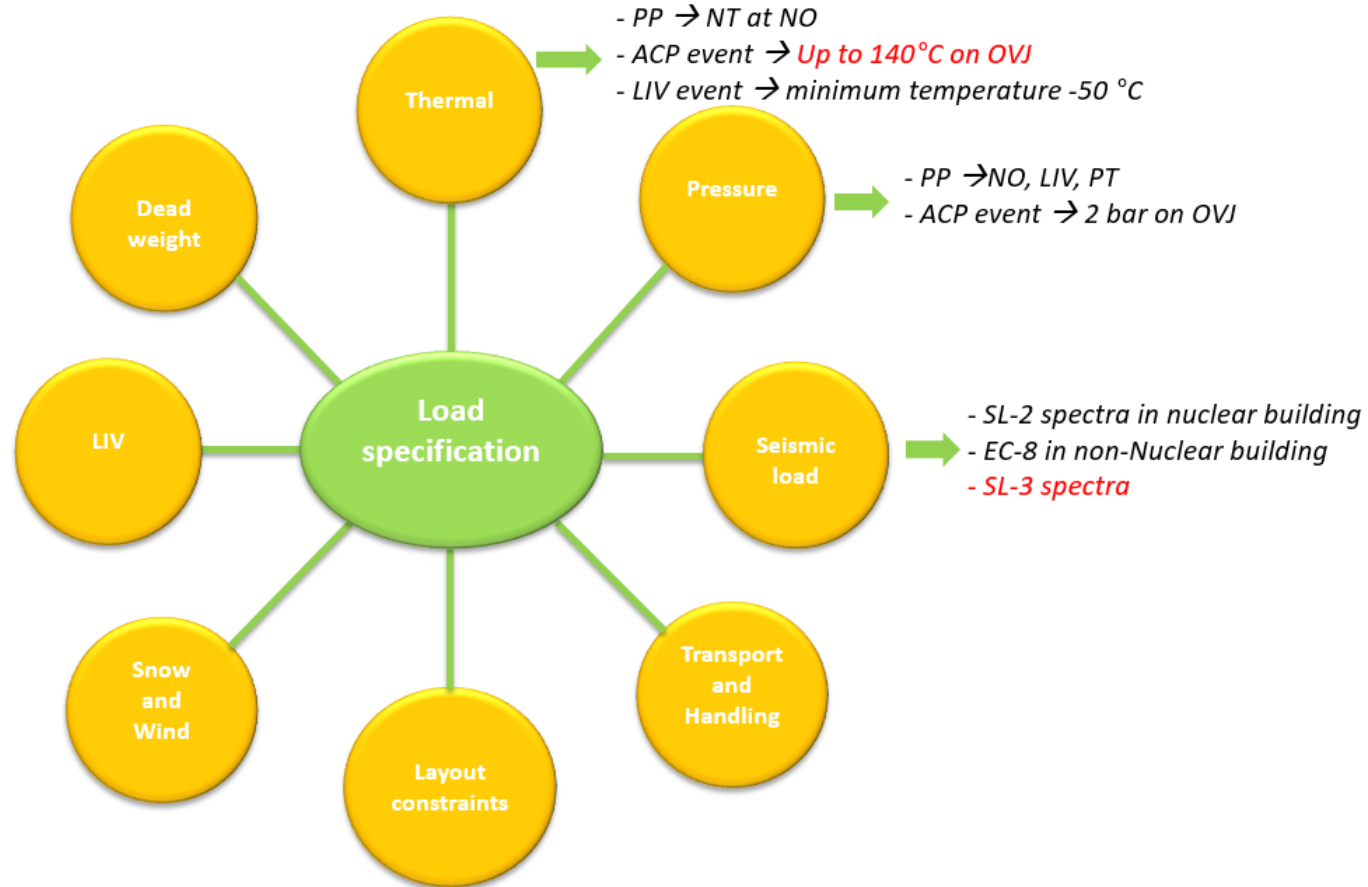 - PP → NT at NO
- ACP event → Up to 140°C on OVJ
- LIV event → minimum temperature -50 °C
Thermal
Pressure
- PP →NO, LIV, PT
- ACP event → 2 bar on OVJ
Dead
weight
Load
specification
LIV
Seismic
load
- SL-2 spectra in nuclear building
- EC-8 in non-Nuclear building
- SL-3 spectra
Transport
and
Handling
Snow
and
Wind
Layout
constraints